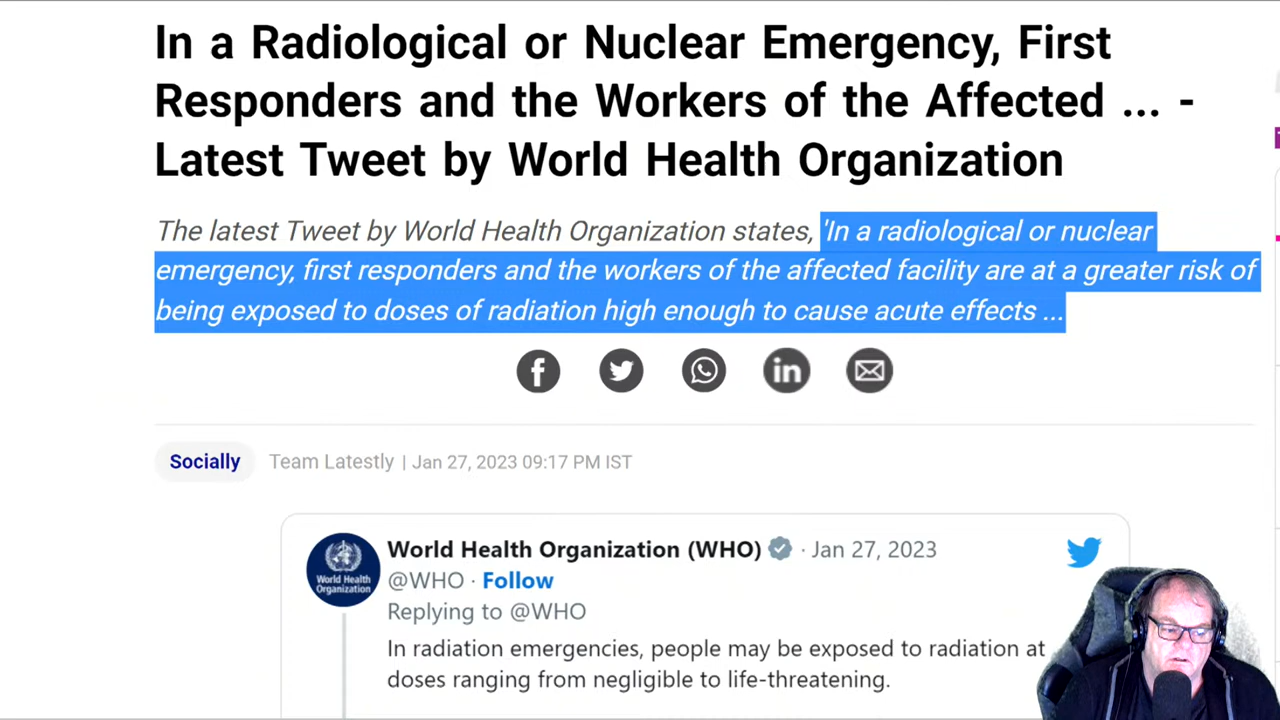 In a Radiological or Nuclear Emergency, First
Responders and the Workers of the Affected ... -
Latest Tweet by World Health Organization
The latest Tweet by World Health Organization states, 'In a radiological or nuclear
emergency, first responders and the workers of the affected facility are at a greater risk of
being exposed to doses of radiation high enough to cause acute effects ...
Socially
Team Latestly | Jan 27, 2023 09:17 PM IST
World Health Organization (WHO) · Jan 27, 2023
@WHO · Follow
Replying to @WHO
World Health
Organization
In radiation emergencies, people may be exposed to radiation at
doses ranging from negligible to life-threatening.